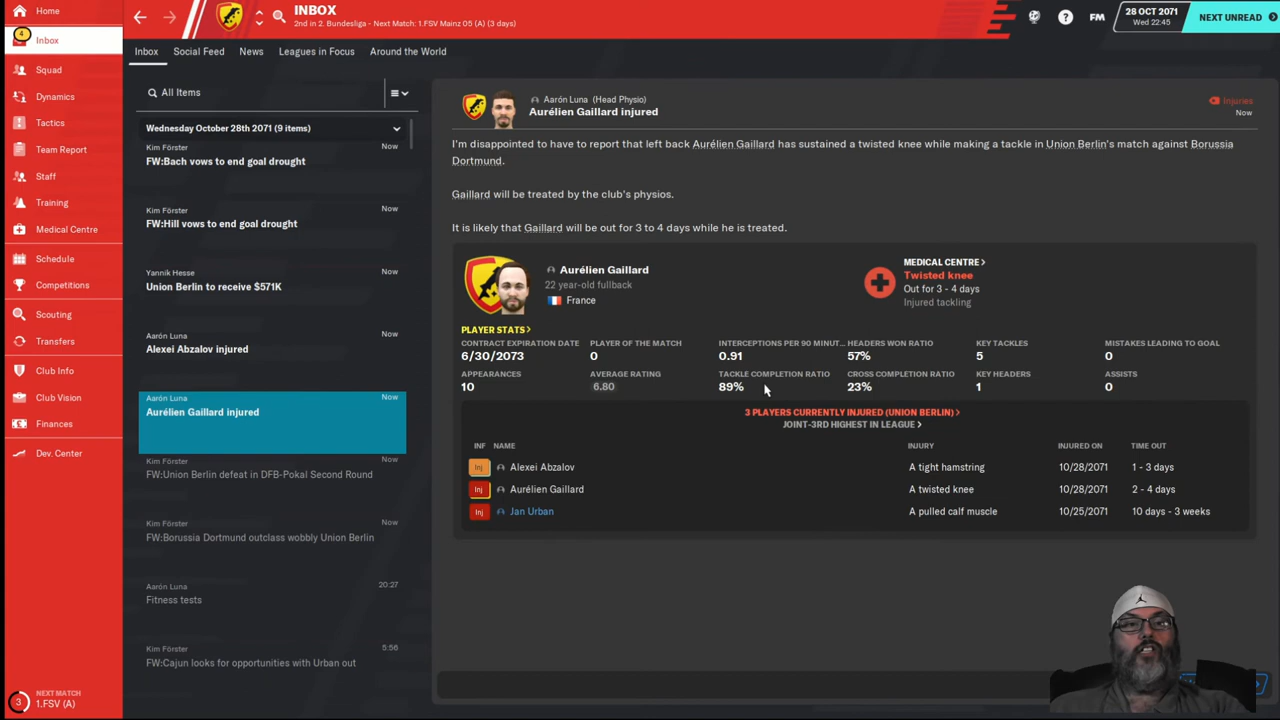 Home
4
Inbox
Squad
Dynamics
Tactics
Team Report
Staff
Training
Medical Centre
Schedule
Competitions
Scouting
Transfers
Club Info
Club Vision
Finances
Dev. Center
3
NEXT MATCH
1.FSV (A)
INBOX
2nd in 2. Bundesliga - Next Match: 1.FSV Mainz 05 (A) (3 days)
?
FM
28 OCT 2071
Wed 22:45
NEXT UNREAD
Inbox
Social Feed
News
Leagues in Focus
Around the World
All Items
Wednesday October 28th 2071 (9 items)
Kim Förster Now
FW:Bach vows to end goal drought
Kim Förster Now
FW:Hill vows to end goal drought
Yannik Hesse Now
Union Berlin to receive $571K
Aarón Luna Now
Alexei Abzalov injured
Aarón Luna Now
Aurélien Gaillard injured
Kim Förster Now
FW:Union Berlin defeat in DFB-Pokal Second Round
Kim Förster Now
FW:Borussia Dortmund outclass wobbly Union Berlin
Aarón Luna 20:27
Fitness tests
Kim Förster 5:56
FW:Cajun looks for opportunities with Urban out
Aarón Luna (Head Physio)
Aurélien Gaillard injured
Injuries
Now
I'm disappointed to have to report that left back Aurélien Gaillard has sustained a twisted knee while making a tackle in Union Berlin's match against Borussia
Dortmund.
Gaillard will be treated by the club's physios.
It is likely that Gaillard will be out for 3 to 4 days while he is treated.
Aurélien Gaillard
22 year-old fullback
France
MEDICAL CENTRE
Twisted knee
Out for 3 - 4 days
Injured tackling
PLAYER STATS
CONTRACT EXPIRATION DATE PLAYER OF THE MATCH INTERCEPTIONS PER 90 MINUT... HEADERS WON RATIO KEY TACKLES MISTAKES LEADING TO GOAL
6/30/2073 0 0.91 57% 5 0
APPEARANCES AVERAGE RATING TACKLE COMPLETION RATIO CROSS COMPLETION RATIO KEY HEADERS ASSISTS
10 6.80 89% 23% 1 0
3 PLAYERS CURRENTLY INJURED (UNION BERLIN)
JOINT-3RD HIGHEST IN LEAGUE
INF NAME INJURY INJURED ON TIME OUT
Inj Alexei Abzalov A tight hamstring 10/28/2071 1 - 3 days
Inj Aurélien Gaillard A twisted knee 10/28/2071 2 - 4 days
Inj Jan Urban A pulled calf muscle 10/25/2071 10 days - 3 weeks